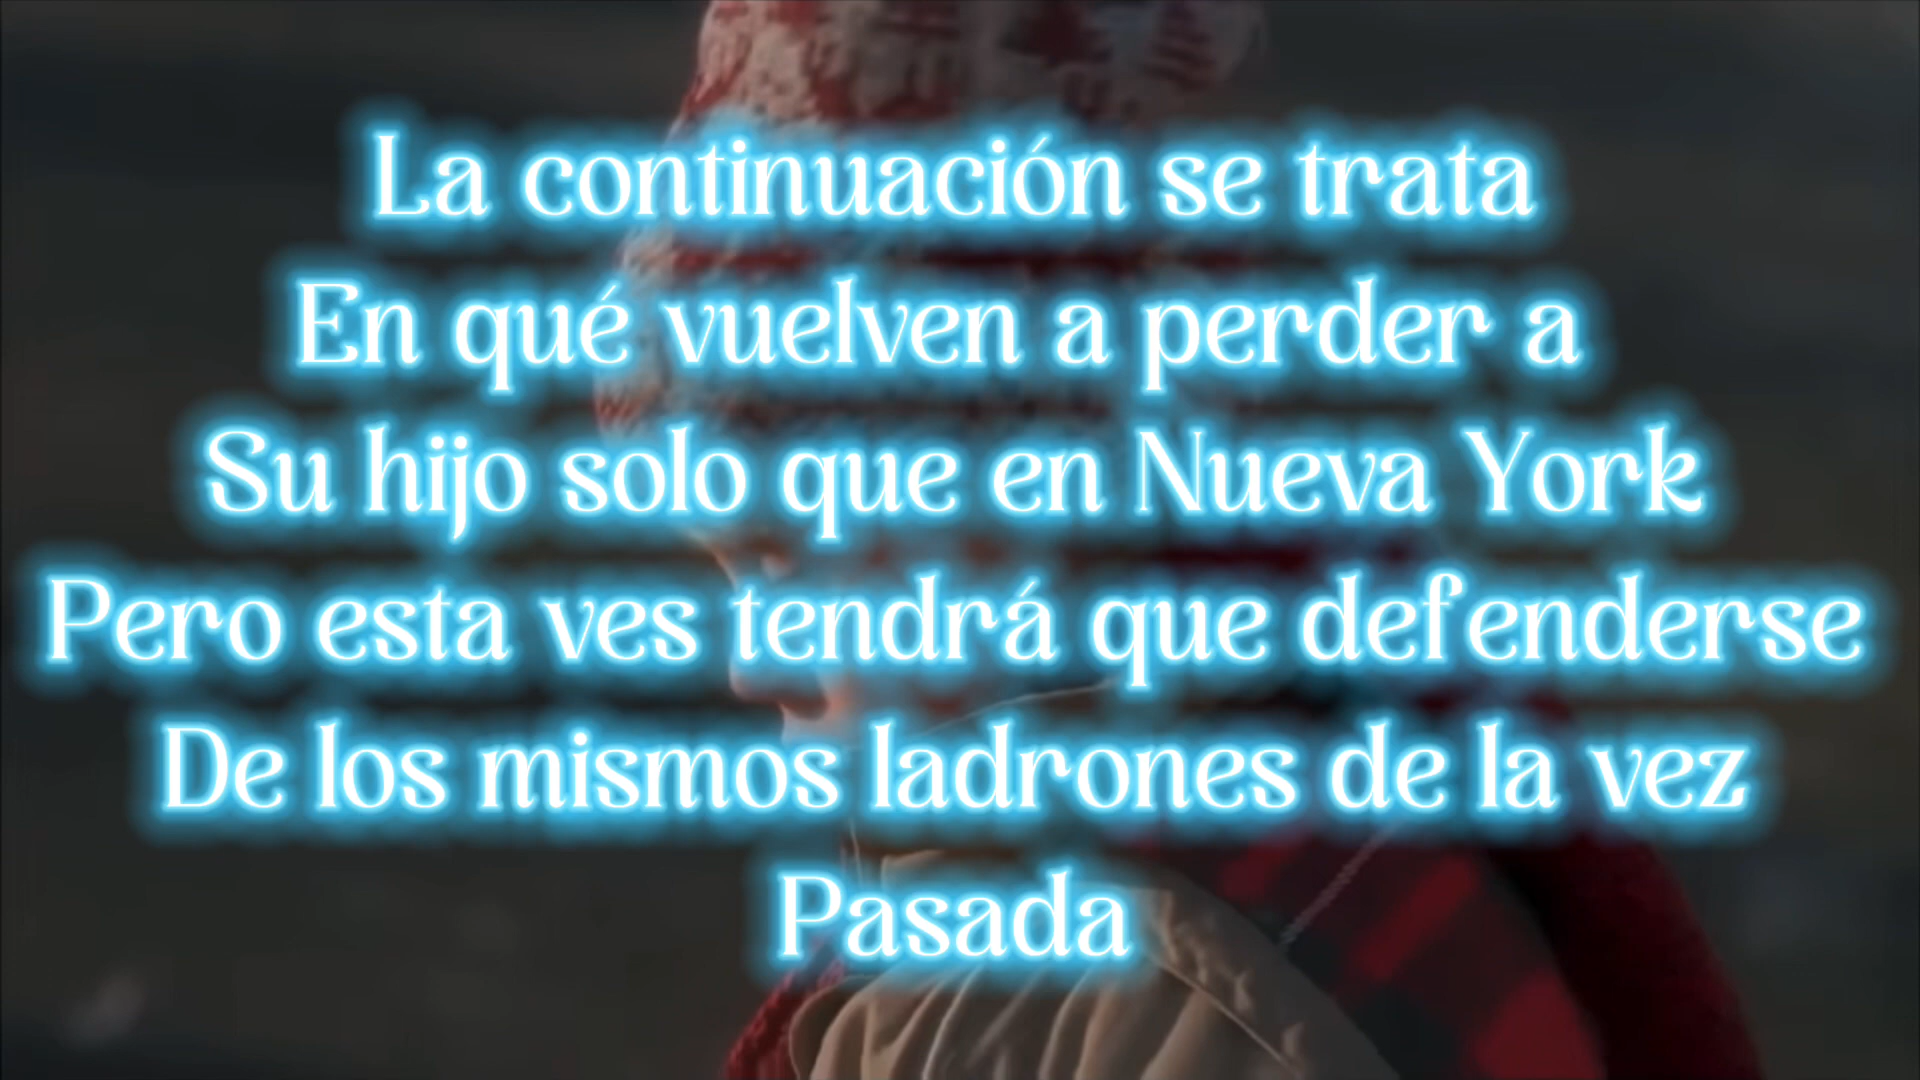 La continuación se trata
En qué vuelven a perder a
Su hijo solo que en Nueva York
Pero esta ves tendrá que defenderse
De los mismos ladrones de la vez
Pasada